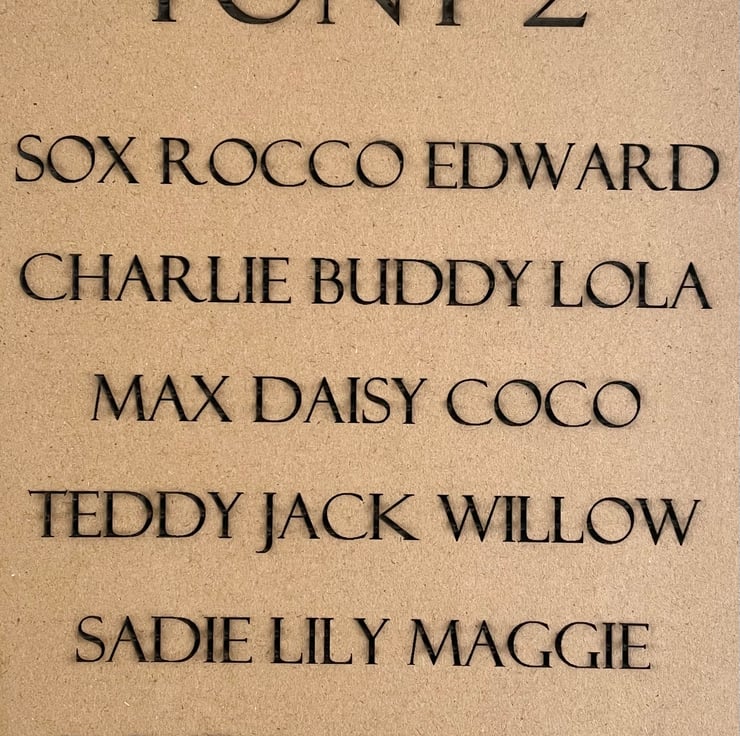 SOX ROCCO EDWARD
CHARLIE BUDDY LOLA
MAX DAISY COCO
TEDDY JACK WILLOW
SADIE LILY MAGGIE